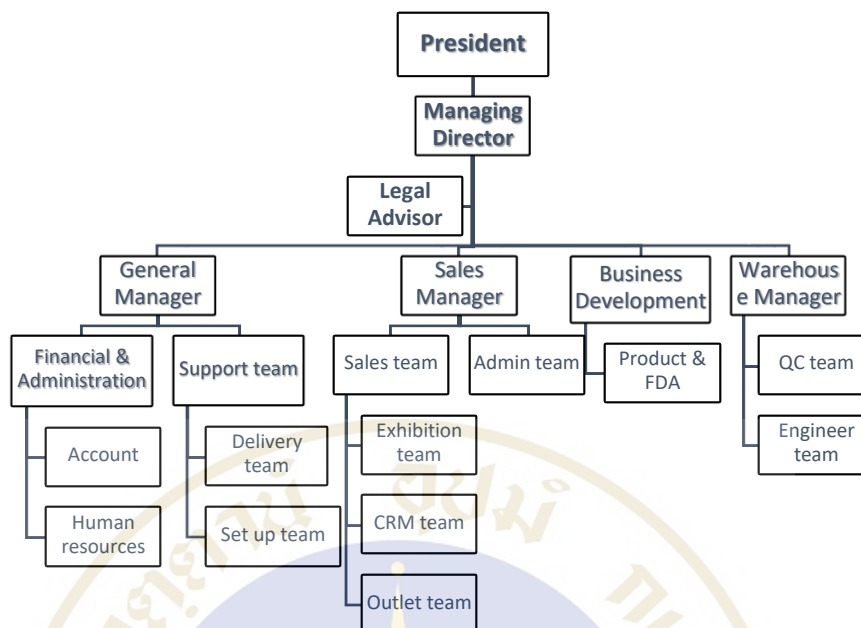 President
Managing
Director
Legal
Advisor
General
Manager
Sales
Manager
Business
Development
Warehous
e Manager
Financial &
Administration
Support team
Sales team
Admin team
Product &
FDA
QC team
Account
Delivery
team
Exhibition
team
Engineer
team
Human
resources
Set up team
CRM team
Outlet team